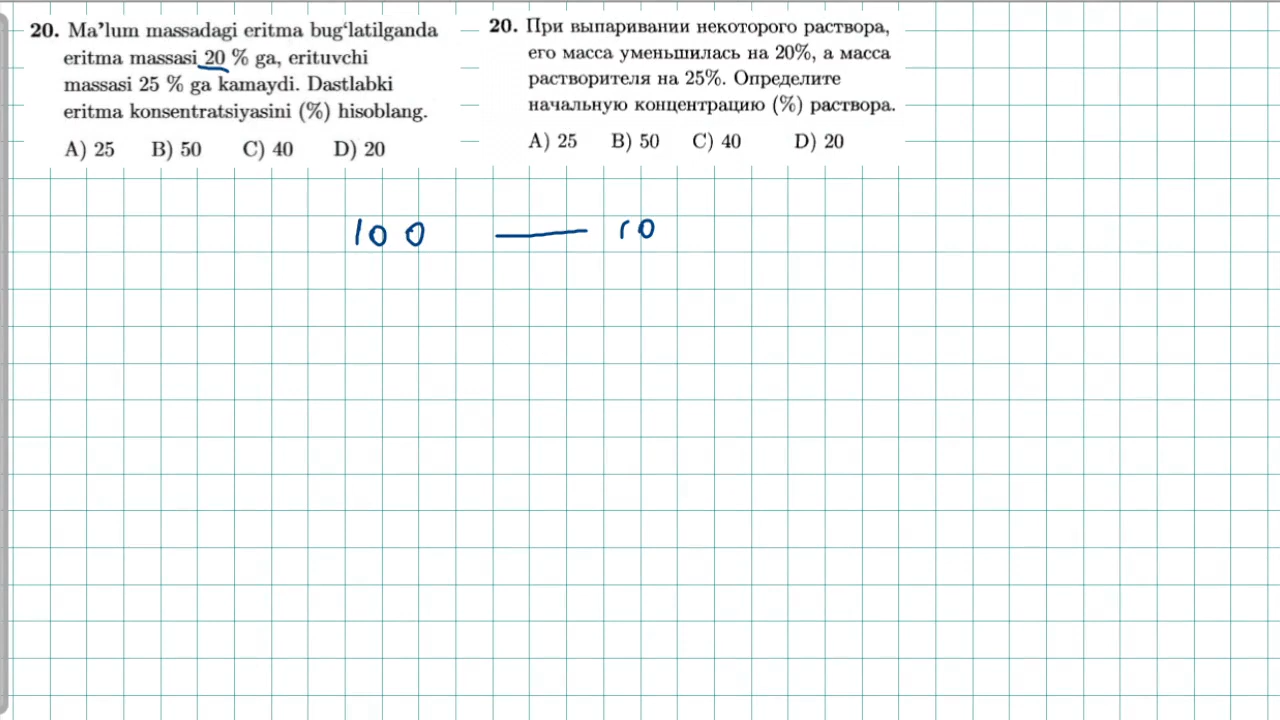 20. Ma’lum massadagi eritma bug‘latilganda
eritma massasi 20 % ga, erituvchi
massasi 25 % ga kamaydi. Dastlabki
eritma konsentratsiyasini (%) hisoblang.
A) 25 B) 50 C) 40 D) 20
20. При выпаривании некоторого раствора,
его масса уменьшилась на 20%, а масса
растворителя на 25%. Определите
начальную концентрацию (%) раствора.
A) 25 B) 50 C) 40 D) 20
100 — 10